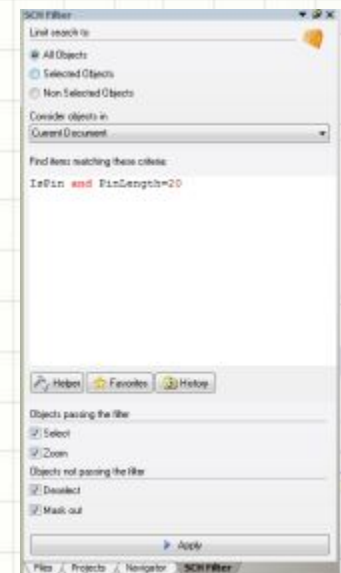 SCH Filter
Limit search to
All Objects
Selected Objects
Non Selected Objects
Consider objects in
Current Document
Find items matching these criteria:
IsPin and PinLength=20
Helper Favorites History
Objects passing the filter
Select
Zoom
Objects not passing the filter
Deselect
Mask out
Apply
Files Projects Navigator SCH Filter